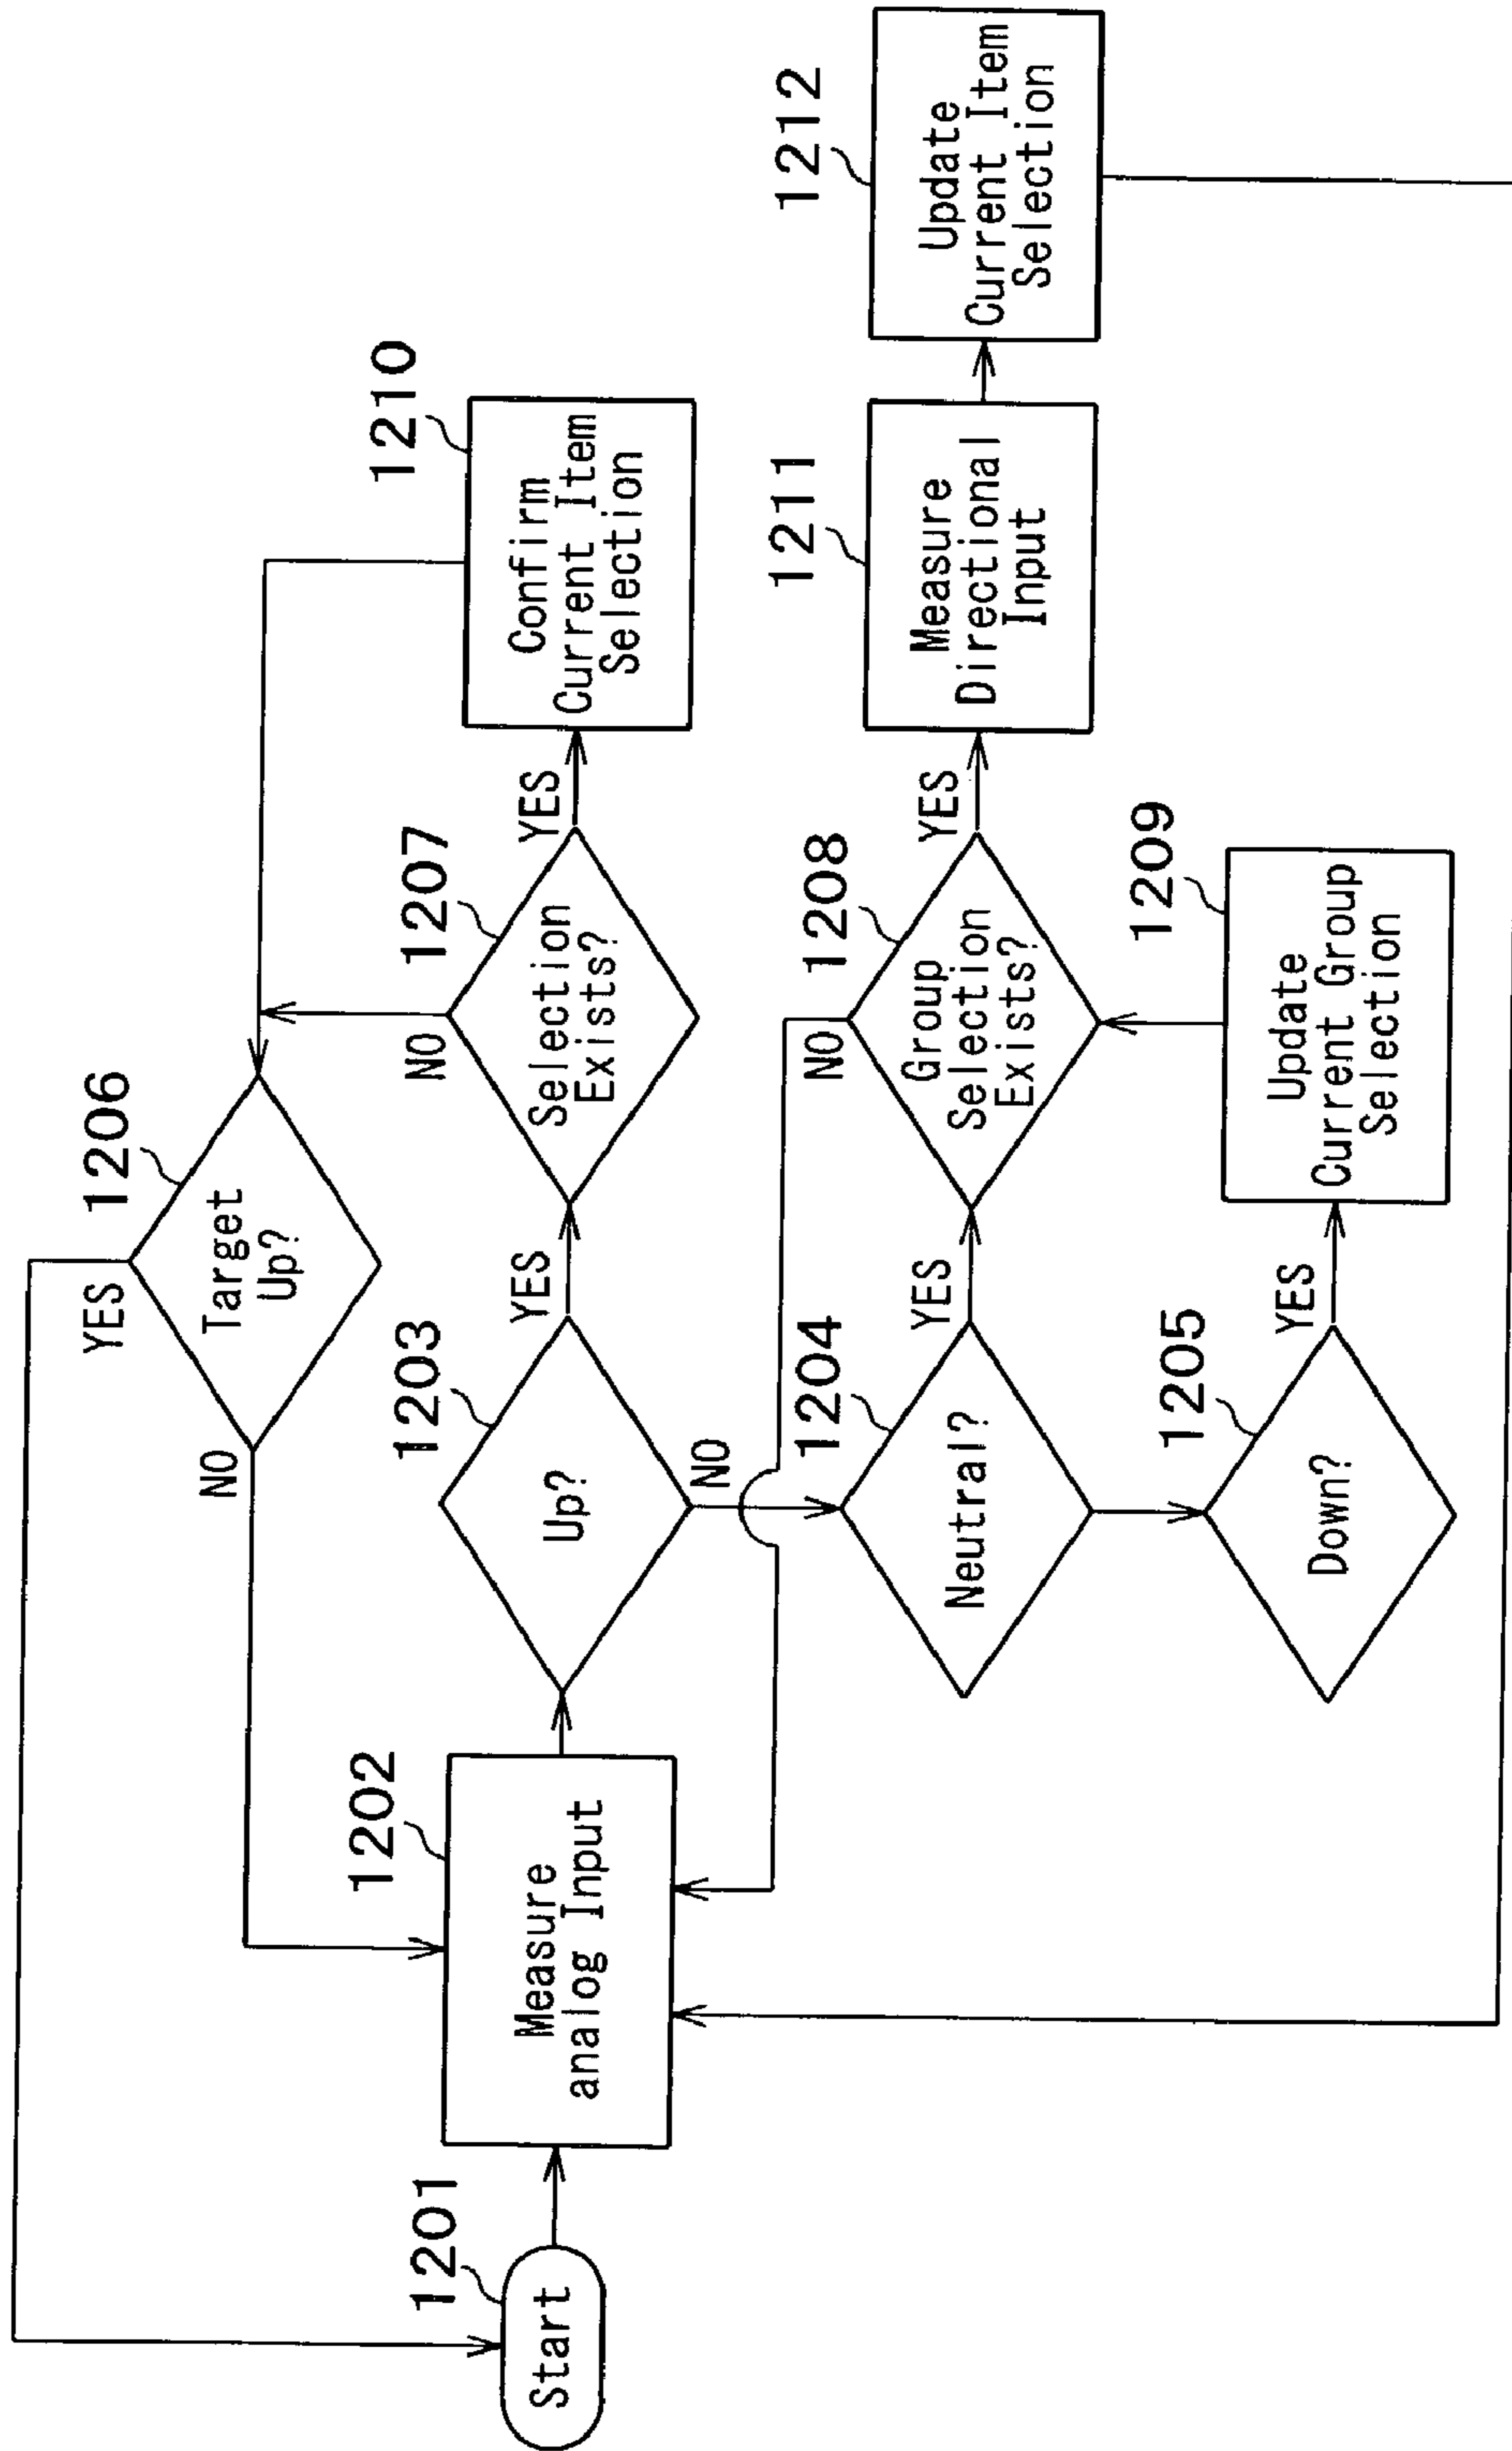 1201
Start
1202
Measure
analog Input
1203
Up?
YES
NO
1204
Neutral?
YES
1205
Down?
YES
1206
Target
Up?
YES
NO
1207
Selection
Exists?
YES
NO
1208
Group
Selection
Exists?
YES
NO
1209
Update
Current Group
Selection
1210
Confirm
Current Item
Selection
1211
Measure
Directional
Input
1212
Update
Current Item
Selection